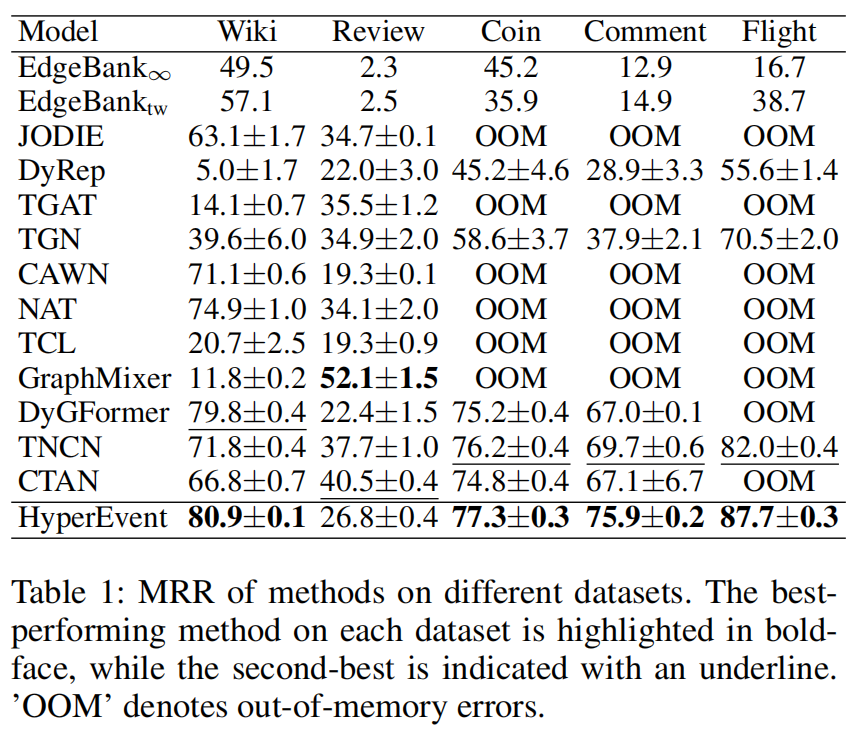 Model Wiki Review Coin Comment Flight
EdgeBank∞ 49.5 2.3 45.2 12.9 16.7
EdgeBanktw 57.1 2.5 35.9 14.9 38.7
JODIE 63.1±1.7 34.7±0.1 OOM OOM OOM
DyRep 5.0±1.7 22.0±3.0 45.2±4.6 28.9±3.3 55.6±1.4
TGAT 14.1±0.7 35.5±1.2 OOM OOM OOM
TGN 39.6±6.0 34.9±2.0 58.6±3.7 37.9±2.1 70.5±2.0
CAWN 71.1±0.6 19.3±0.1 OOM OOM OOM
NAT 74.9±1.0 34.1±2.0 OOM OOM OOM
TCL 20.7±2.5 19.3±0.9 OOM OOM OOM
GraphMixer 11.8±0.2 52.1±1.5 OOM OOM OOM
DyGFormer 79.8±0.4 22.4±1.5 75.2±0.4 67.0±0.1 OOM
TNCN 71.8±0.4 37.7±1.0 76.2±0.4 69.7±0.6 82.0±0.4
CTAN 66.8±0.7 40.5±0.4 74.8±0.4 67.1±6.7 OOM
HyperEvent 80.9±0.1 26.8±0.4 77.3±0.3 75.9±0.2 87.7±0.3
Table 1: MRR of methods on different datasets. The best-
performing method on each dataset is highlighted in bold-
face, while the second-best is indicated with an underline.
’OOM’ denotes out-of-memory errors.